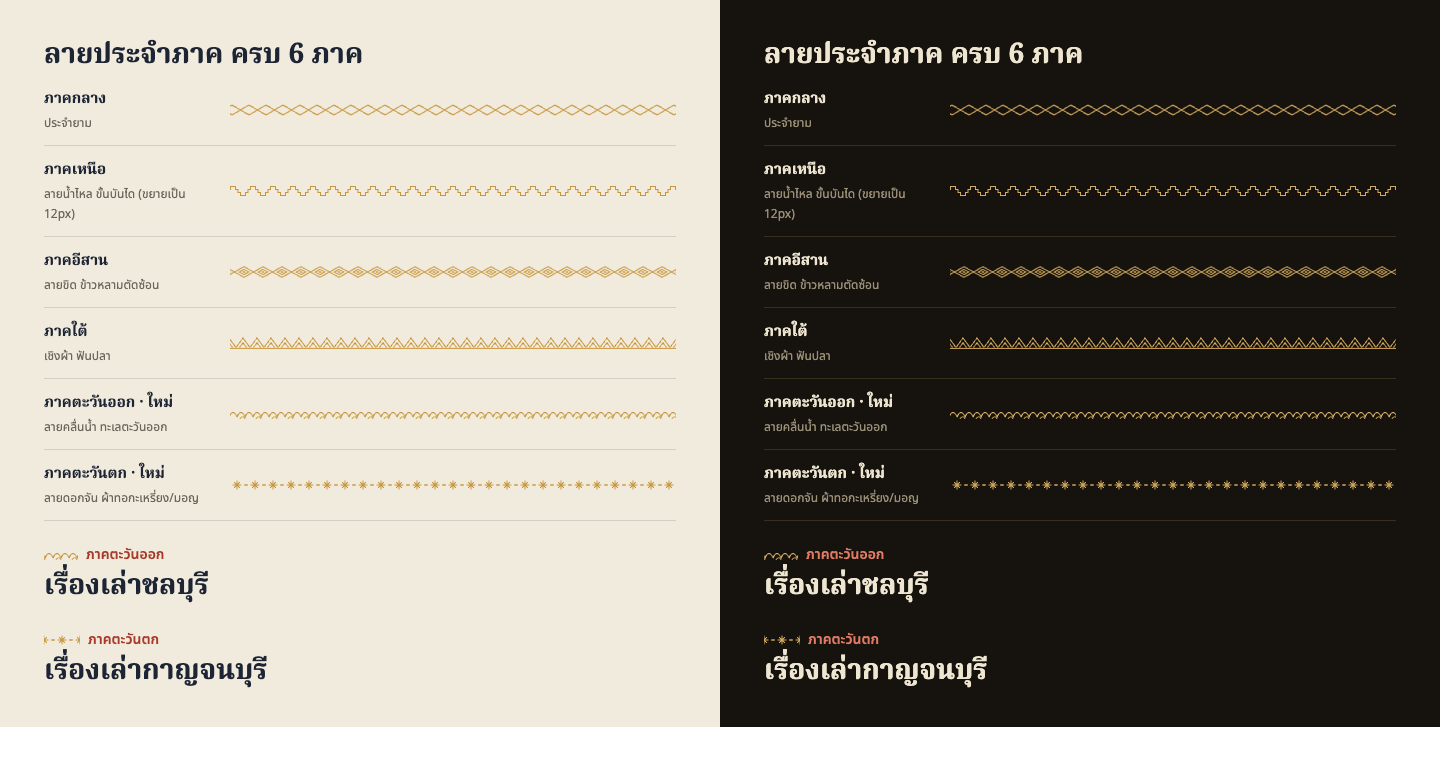 ลายประจำภาค ครบ 6 ภาค
ภาคกลาง
ประจำยาม
ภาคเหนือ
ลายน้ำไหล ขั้นบันได (ขยายเป็น
12px)
ภาคอีสาน
ลายขิด ข้าวหลามตัดซ้อน
ภาคใต้
เชิงผ้า ฟันปลา
ภาคตะวันออก · ใหม่
ลายคลื่นน้ำ ทะเลตะวันออก
ภาคตะวันตก · ใหม่
ลายดอกจัน ผ้าทอกะเหรี่ยง/มอญ
ภาคตะวันออก
เรื่องเล่าชลบุรี
ภาคตะวันตก
เรื่องเล่ากาญจนบุรี
ลายประจำภาค ครบ 6 ภาค
ภาคกลาง
ประจำยาม
ภาคเหนือ
ลายน้ำไหล ขั้นบันได (ขยายเป็น
12px)
ภาคอีสาน
ลายขิด ข้าวหลามตัดซ้อน
ภาคใต้
เชิงผ้า ฟันปลา
ภาคตะวันออก · ใหม่
ลายคลื่นน้ำ ทะเลตะวันออก
ภาคตะวันตก · ใหม่
ลายดอกจัน ผ้าทอกะเหรี่ยง/มอญ
ภาคตะวันออก
เรื่องเล่าชลบุรี
ภาคตะวันตก
เรื่องเล่ากาญจนบุรี